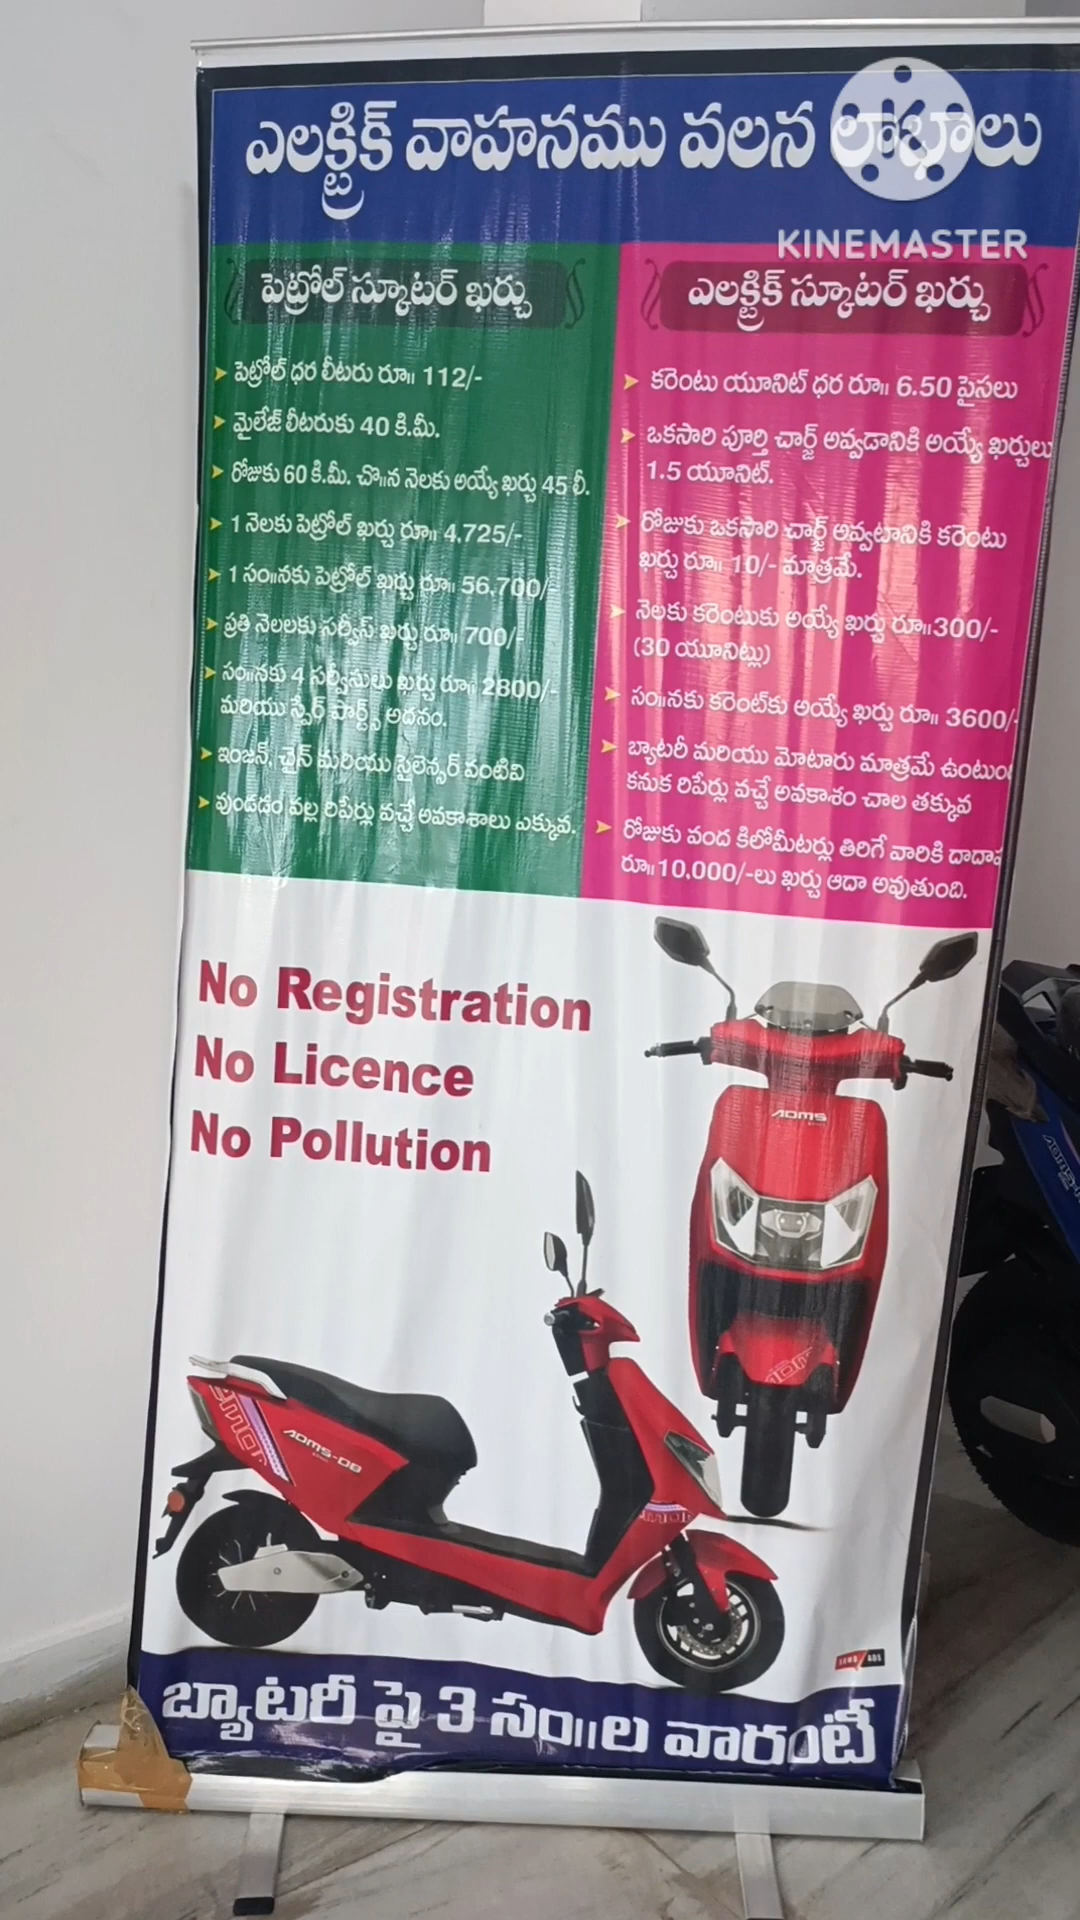 ఎలక్ట్రిక్ వాహనము వలన లాభాలు
KINEMASTER
పెట్రోల్ స్కూటర్ ఖర్చు
పెట్రోల్ ధర లీటరు రూ॥ 112/-
మైలేజ్ లీటరుకు 40 కి.మీ.
రోజుకు 60 కి.మీ. చొ॥న నెలకు అయ్యే ఖర్చు 45 లీ.
1 నెలకు పెట్రోల్ ఖర్చు రూ॥ 4,725/-
1 సం॥నకు పెట్రోల్ ఖర్చు రూ॥ 56,700/-
ప్రతి నెలలకు సర్వీస్ ఖర్చు రూ॥ 700/-
సం॥నకు 4 సర్వీసులు ఖర్చు రూ॥ 2800/-
మరియు స్పేర్ పార్ట్స్ అదనం.
ఇంజన్, చైన్ మరియు సైలెన్సర్ వంటివి
వుండడం వల్ల రిపేర్లు వచ్చే అవకాశాలు ఎక్కువ.
ఎలక్ట్రిక్ స్కూటర్ ఖర్చు
కరెంటు యూనిట్ ధర రూ॥ 6.50 పైసలు
ఒకసారి పూర్తి చార్జ్ అవ్వడానికి అయ్యే ఖర్చులు
1.5 యూనిట్.
రోజుకు ఒకసారి చార్జ్ అవ్వటానికి కరెంటు
ఖర్చు రూ॥ 10/- మాత్రమే.
నెలకు కరెంటుకు అయ్యే ఖర్చు రూ॥300/-
(30 యూనిట్లు)
సం॥నకు కరెంట్‌కు అయ్యే ఖర్చు రూ॥ 3600/-
బ్యాటరీ మరియు మోటారు మాత్రమే
కనుక రిపేర్లు వచ్చే అవకాశం చాల తక్కువ
రోజుకు వంద కిలోమీటర్లు తిరిగే వారికి
రూ॥10,000/-లు ఖర్చు ఆదా అవుతుంది.
No Registration
No Licence
No Pollution
AOMS
AOMS-DB
బ్యాటరీ పై 3 సం॥ల వారంటీ